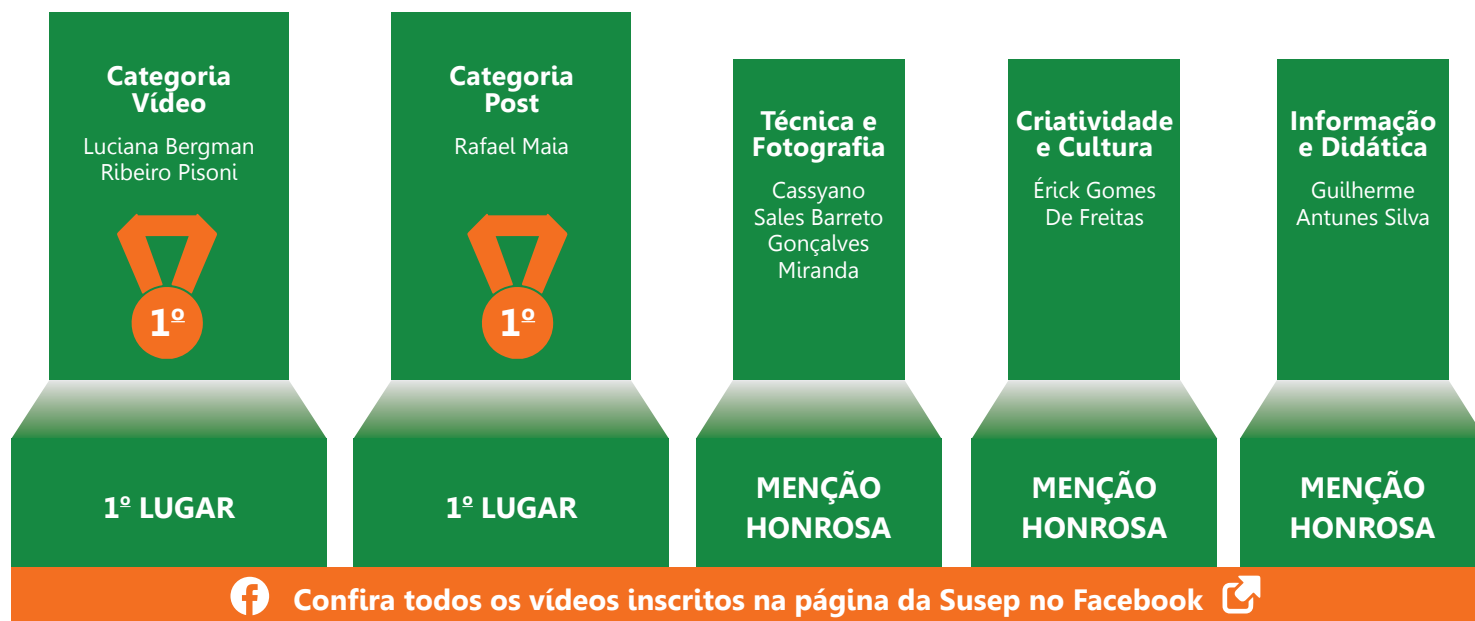 Categoria
Vídeo
Luciana Bergman
Ribeiro Pisoni
1º
1º LUGAR
Categoria
Post
Rafael Maia
1º
1º LUGAR
Técnica e
Fotografia
Cassyano
Sales Barreto
Gonçalves
Miranda
MENÇÃO
HONROSA
Criatividade
e Cultura
Érick Gomes
De Freitas
MENÇÃO
HONROSA
Informação
e Didática
Guilherme
Antunes Silva
MENÇÃO
HONROSA
Confira todos os vídeos inscritos na página da Susep no Facebook